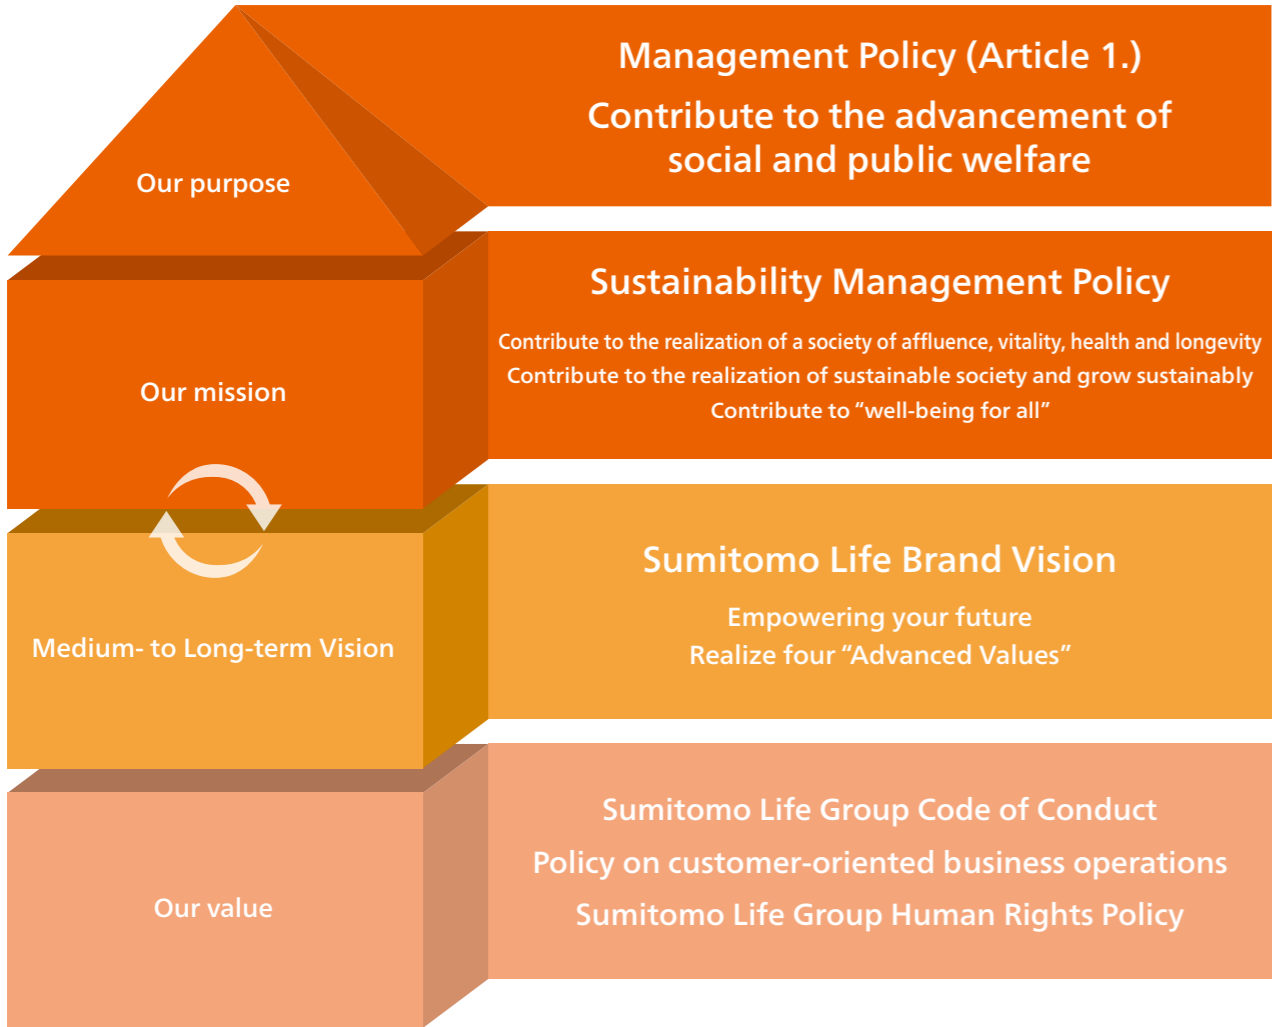 Our purpose
Management Policy (Article 1.)
Contribute to the advancement of
social and public welfare
Our mission
Sustainability Management Policy
Contribute to the realization of a society of affluence, vitality, health and longevity
Contribute to the realization of sustainable society and grow sustainably
Contribute to “well-being for all”
Medium- to Long-term Vision
Sumitomo Life Brand Vision
Empowering your future
Realize four “Advanced Values”
Our value
Sumitomo Life Group Code of Conduct
Policy on customer-oriented business operations
Sumitomo Life Group Human Rights Policy